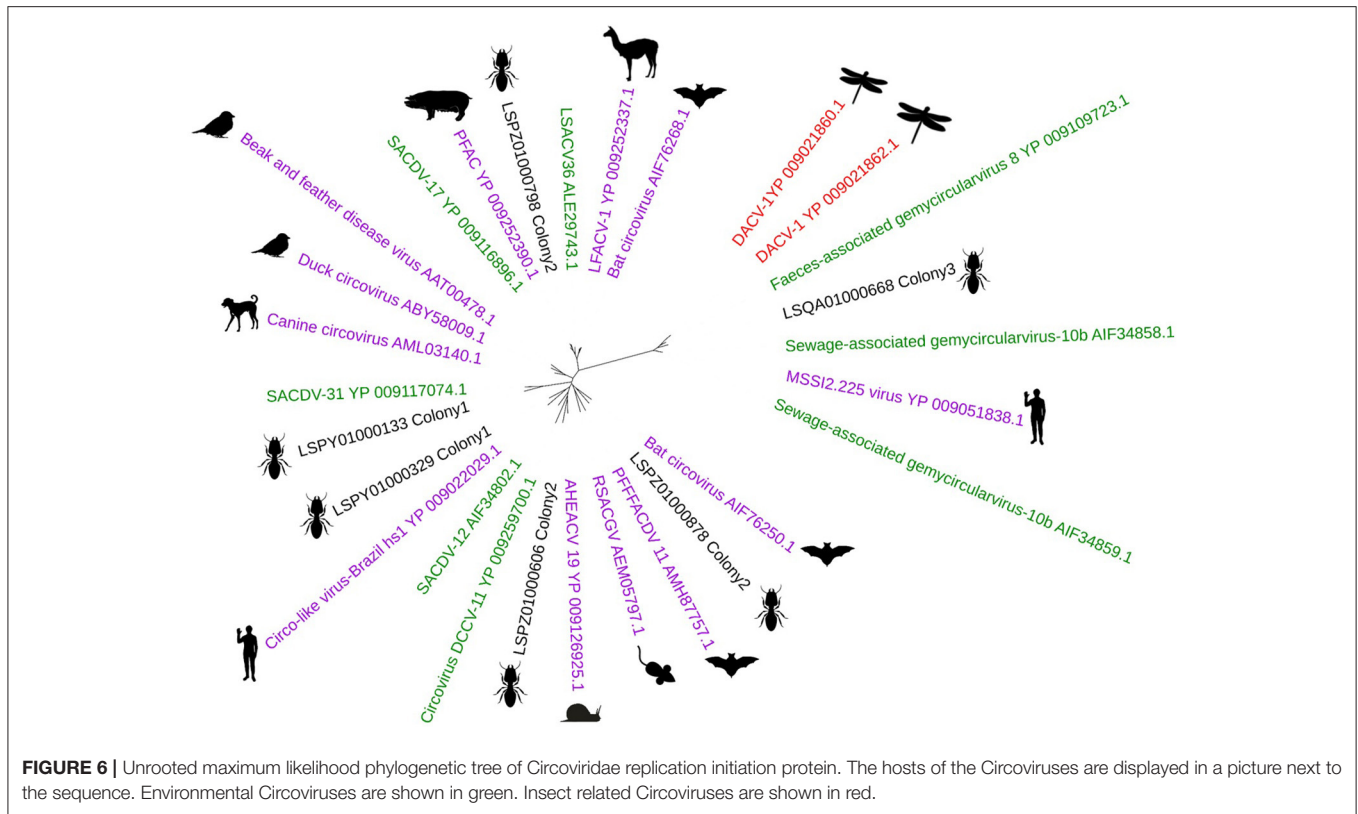 LSPZ01000798 Colony2
LSACV36 ALE29743.1
LFACV-1 YP 009252337.1
Bat circovirus AIF76268.1
DACV-1YP 009021860.1
DACV-1 YP 009021862.1
Faeces-associated gemycircularvirus 8 YP 009109723.1
LSQA01000668 Colony3
Sewage-associated gemycircularvirus-10b AIF34858.1
MSSI2.225 virus YP 009051838.1
Sewage-associated gemycircularvirus-10b AIF34859.1
Bat circovirus AIF76250.1
LSPZ01000878 Colony2
PFFFACDV 11 AMH87757.1
RSACGV AEM05797.1
AHEACV 19 YP 009126925.1
LSPZ01000606 Colony2
Circovirus DCCV-11 YP 009259700.1
SACDV-12 AIF34802.1
Circo-like virus-Brazil hs1 YP 009022029.1
LSPY01000329 Colony1
LSPY01000133 Colony1
SACDV-31 YP 009117074.1
Canine circovirus AML03140.1
Duck circovirus ABY58009.1
Beak and feather disease virus AAT00478.1
SACDV-17 YP 009116896.1
PFAC YP 009252390.1
FIGURE 6 | Unrooted maximum likelihood phylogenetic tree of Circoviridae replication initiation protein. The hosts of the Circoviruses are displayed in a picture next to
the sequence. Environmental Circoviruses are shown in green. Insect related Circoviruses are shown in red.